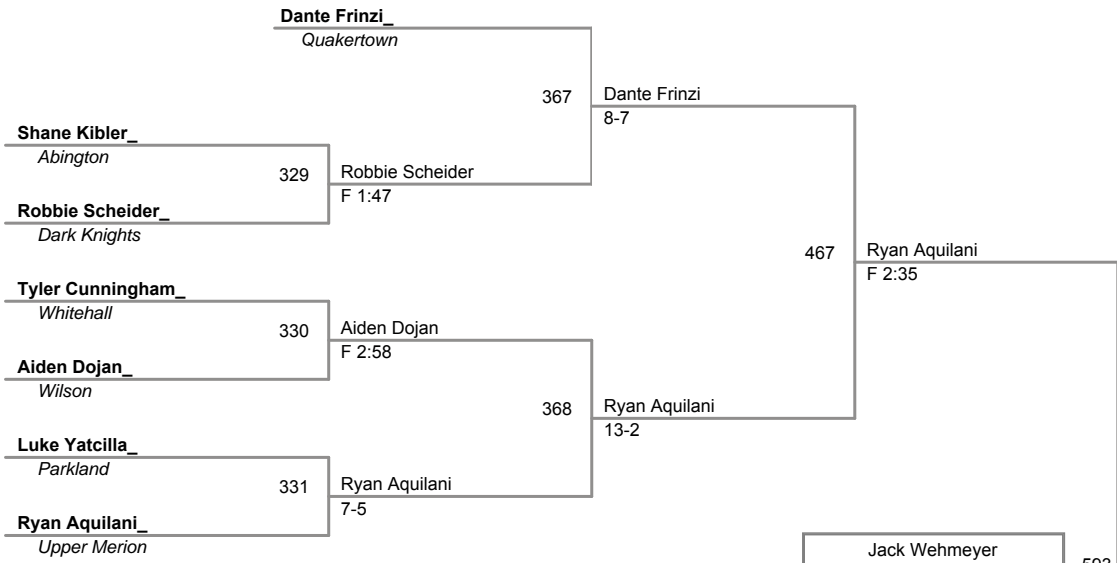 Dante Frinzi_
Quakertown
367
Dante Frinzi
8-7
Shane Kibler_
Abington
329
Robbie Scheider
F 1:47
Robbie Scheider_
Dark Knights
467
Ryan Aquilani
F 2:35
Tyler Cunningham_
Whitehall
330
Aiden Dojan
F 2:58
Aiden Dojan_
Wilson
368
Ryan Aquilani
13-2
Luke Yatcilla_
Parkland
331
Ryan Aquilani
7-5
Ryan Aquilani_
Upper Merion
Jack Wehmeyer